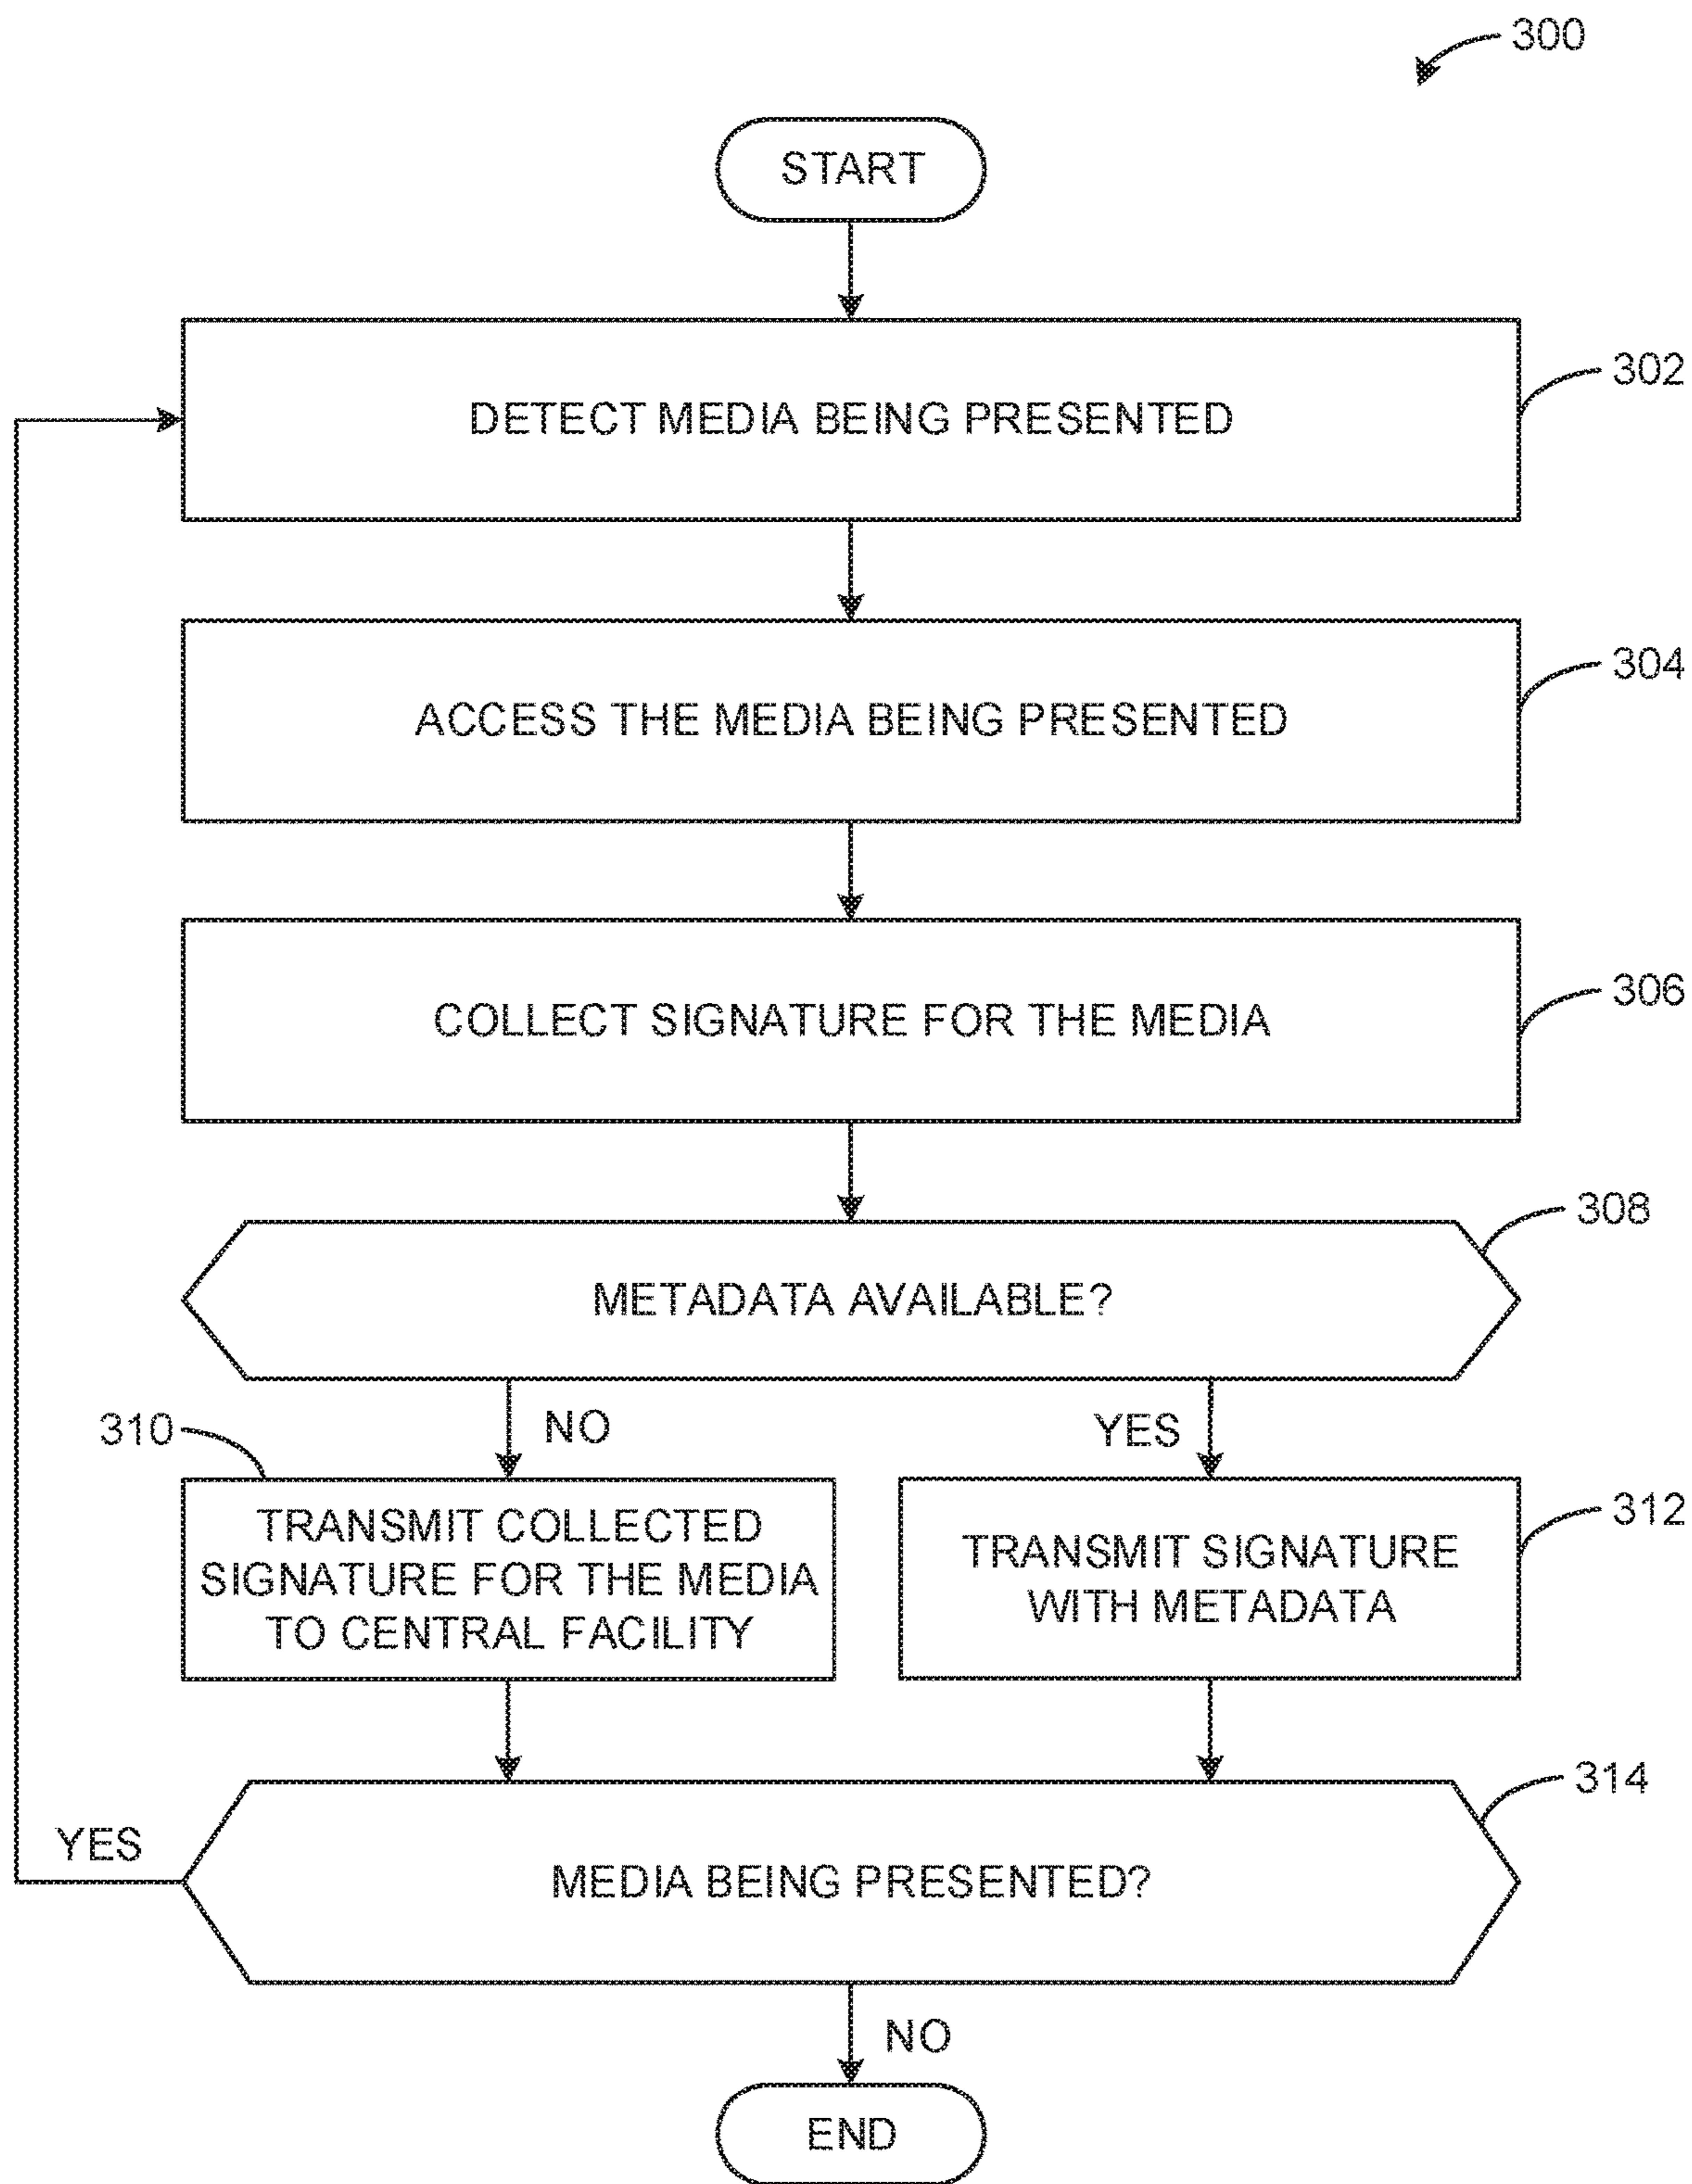 300
START
DETECT MEDIA BEING PRESENTED
302
ACCESS THE MEDIA BEING PRESENTED
304
COLLECT SIGNATURE FOR THE MEDIA
306
308
METADATA AVAILABLE?
310
NO
YES
TRANSMIT COLLECTED
SIGNATURE FOR THE MEDIA
TO CENTRAL FACILITY
TRANSMIT SIGNATURE
WITH METADATA
312
314
YES
MEDIA BEING PRESENTED?
NO
END